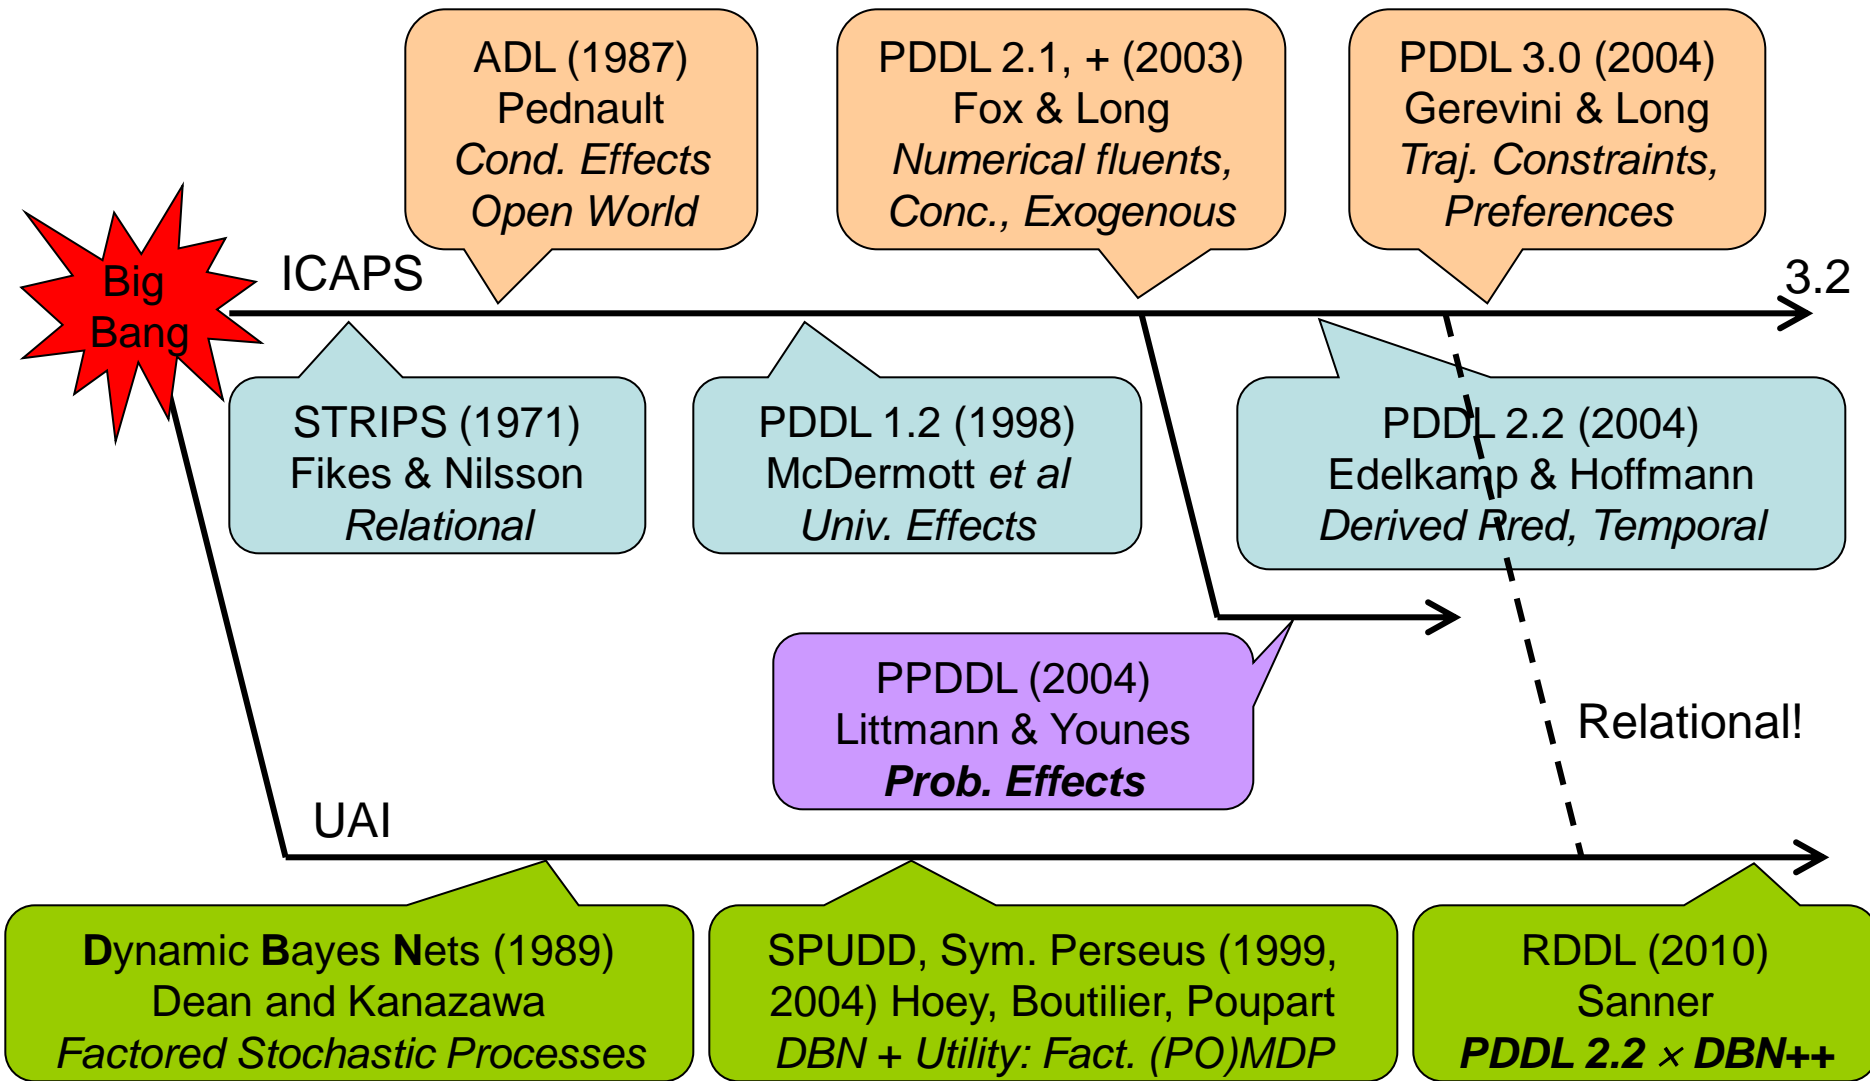 ADL (1987)
Pednault
Cond. Effects
Open World
PDDL 2.1, + (2003)
Fox & Long
Numerical fluents,
Conc., Exogenous
PDDL 3.0 (2004)
Gerevini & Long
Traj. Constraints,
Preferences
Big
Bang
ICAPS
3.2
STRIPS (1971)
Fikes & Nilsson
Relational
PDDL 1.2 (1998)
McDermott et al
Univ. Effects
PDDL 2.2 (2004)
Edelkamp & Hoffmann
Derived Pred, Temporal
PPDDL (2004)
Littmann & Younes
Prob. Effects
Relational!
UAI
Dynamic Bayes Nets (1989)
Dean and Kanazawa
Factored Stochastic Processes
SPUDD, Sym. Perseus (1999,
2004) Hoey, Boutilier, Poupart
DBN + Utility: Fact. (PO)MDP
RDDL (2010)
Sanner
PDDL 2.2 × DBN++